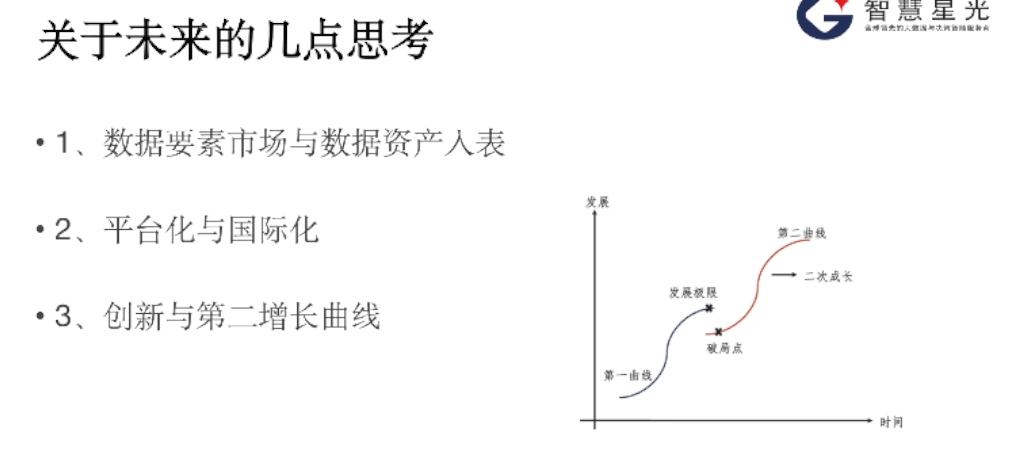 关于未来的几点思考
智慧星光
• 1、数据要素市场与数据资产入表
• 2、平台化与国际化
• 3、创新与第二增长曲线
发展
第二曲线
二次成长
发展极限
破局点
第一曲线
时间